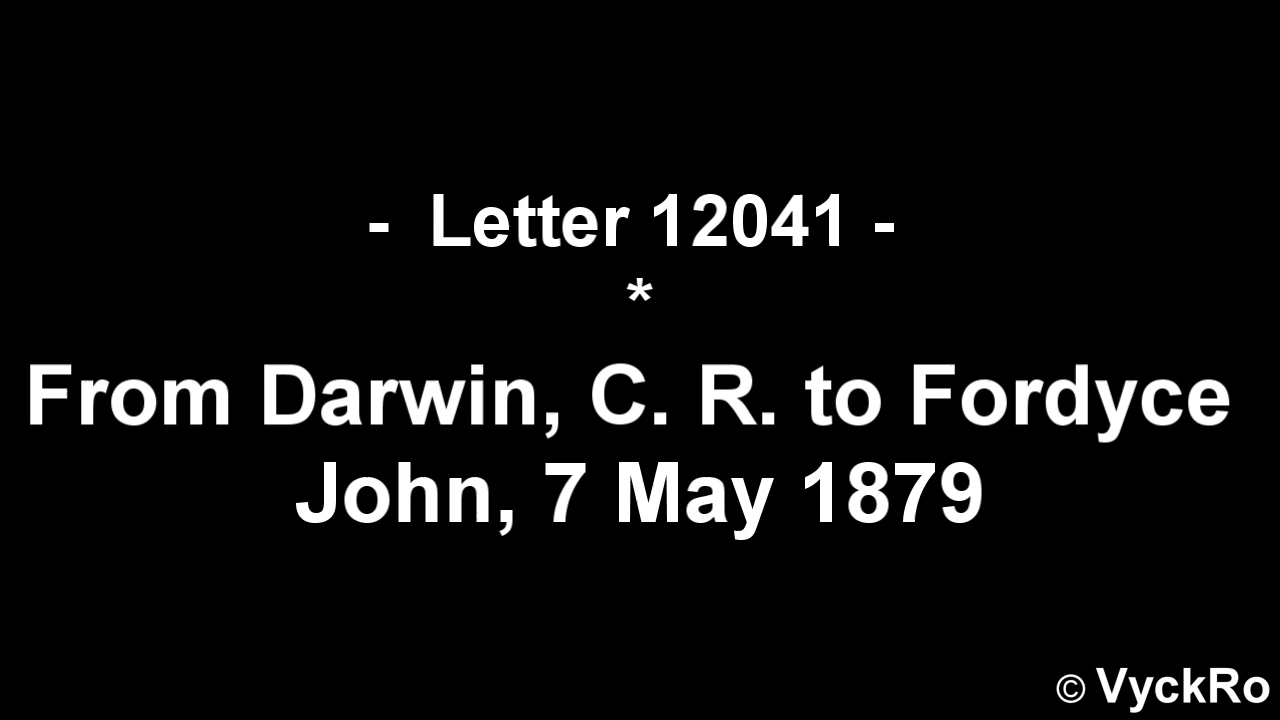 - Letter 12041 -
*
From Darwin, C. R. to Fordyce
John, 7 May 1879
© VyckRo